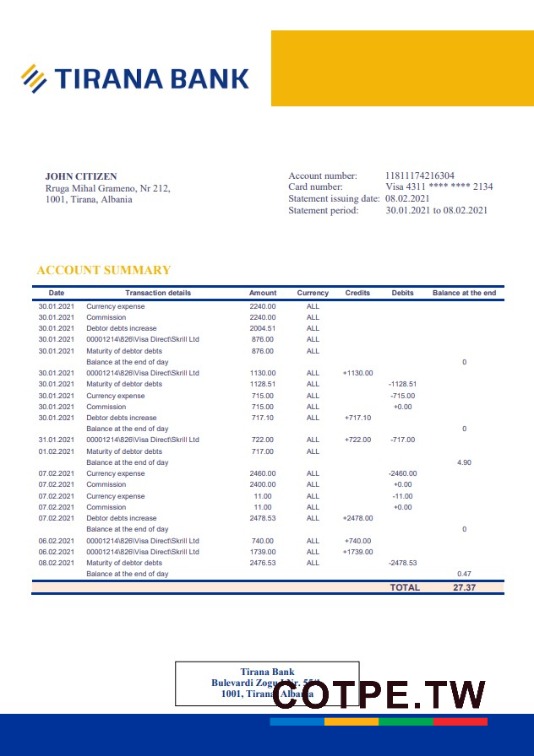 TIRANA BANK
JOHN CITIZEN
Rruga Mihal Grameno, Nr 212,
1001, Tirana, Albania
Account number: 11811174216304
Card number: Visa 4311 **** **** 2134
Statement issuing date: 08.02.2021
Statement period: 30.01.2021 to 08.02.2021
ACCOUNT SUMMARY
Date Transaction details Amount Currency Credits Debits Balance at the end
30.01.2021 Currency expense 2240.00 ALL
30.01.2021 Commission 2240.00 ALL
30.01.2021 Debtor debts increase 2004.51 ALL
30.01.2021 00001214\826\Visa Direct\Skrill Ltd 876.00 ALL
30.01.2021 Maturity of debtor debts 876.00 ALL
Balance at the end of day 0
30.01.2021 00001214\826\Visa Direct\Skrill Ltd 1130.00 ALL +1130.00
30.01.2021 Maturity of debtor debts 1128.51 ALL -1128.51
30.01.2021 Currency expense 715.00 ALL -715.00
30.01.2021 Commission 715.00 ALL +0.00
30.01.2021 Debtor debts increase 717.10 ALL +717.10
Balance at the end of day 0
31.01.2021 00001214\826\Visa Direct\Skrill Ltd 722.00 ALL +722.00 -717.00
01.02.2021 Maturity of debtor debts 717.00 ALL
Balance at the end of day 4.90
07.02.2021 Currency expense 2460.00 ALL -2460.00
07.02.2021 Commission 2400.00 ALL +0.00
07.02.2021 Currency expense 11.00 ALL -11.00
07.02.2021 Commission 11.00 ALL +0.00
07.02.2021 Debtor debts increase 2478.53 ALL +2478.00
Balance at the end of day 0
06.02.2021 00001214\826\Visa Direct\Skrill Ltd 740.00 ALL +740.00
06.02.2021 00001214\826\Visa Direct\Skrill Ltd 1739.00 ALL +1739.00
08.02.2021 Maturity of debtor debts 2476.53 ALL -2478.53
Balance at the end of day 0.47
TOTAL 27.37
Tirana Bank
Bulevardi Zogu
1001, Tirana, Albania
COTPE.TW